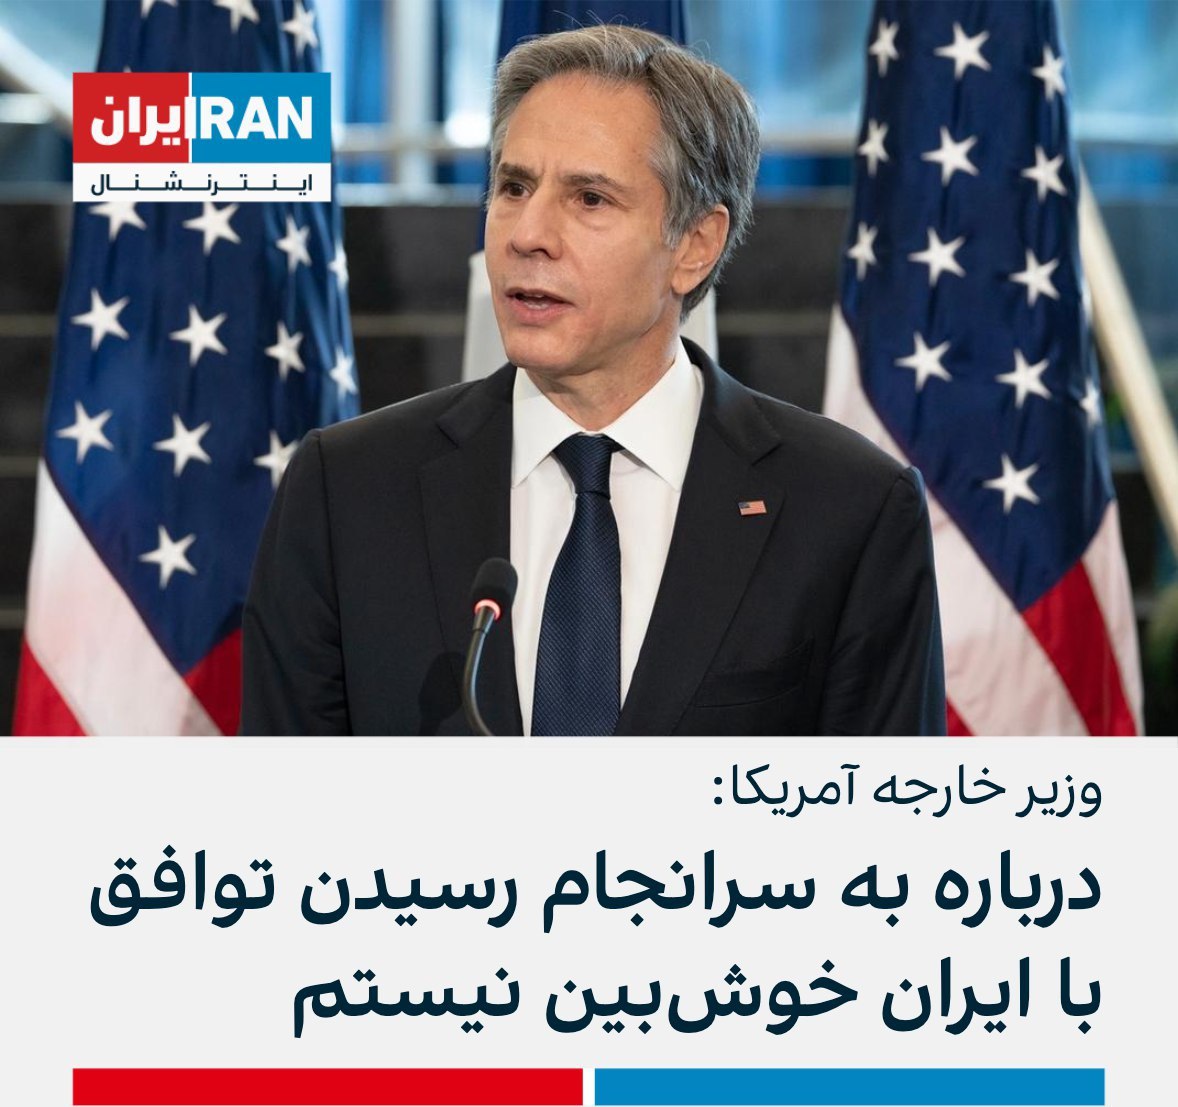 ایران IRAN
اینترنشنال
وزیر خارجه آمریکا:
درباره به سرانجام رسیدن توافق
با ایران خوش‌بین نیستم